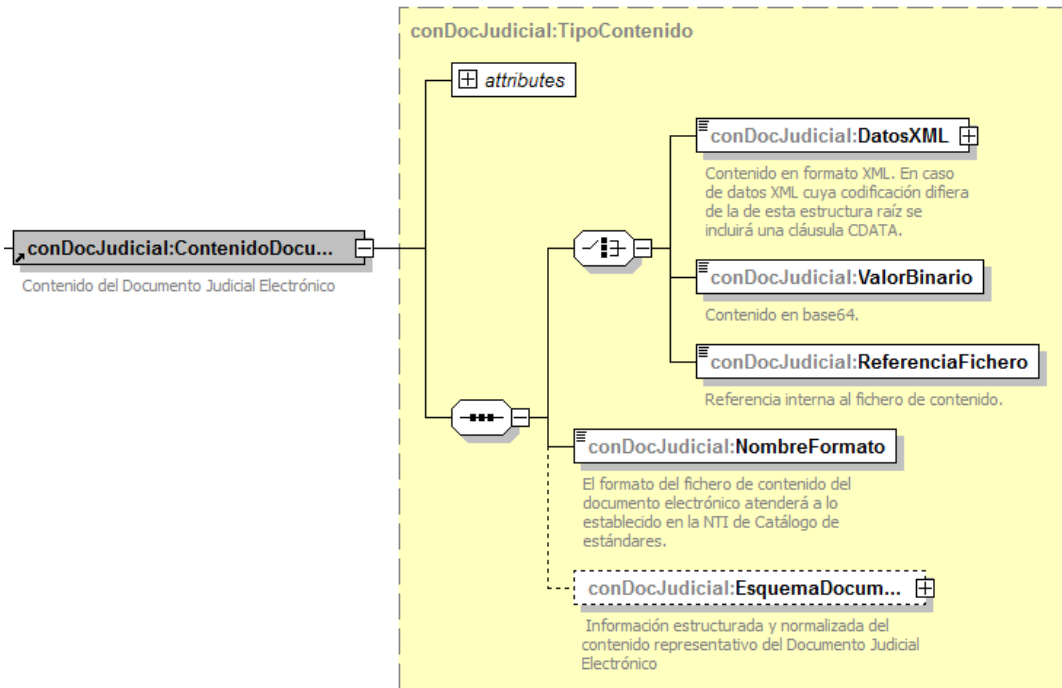 conDocJudicial:TipoContenido
attributes
conDocJudicial:DatosXML
Contenido en formato XML. En caso
de datos XML cuya codificación difiera
de la de esta estructura raíz se
incluirá una cláusula CDATA.
conDocJudicial:ContenidoDocu...
Contenido del Documento Judicial Electrónico
conDocJudicial:ValorBinario
Contenido en base64.
conDocJudicial:ReferenciaFichero
Referencia interna al fichero de contenido.
conDocJudicial:NombreFormato
El formato del fichero de contenido del
documento electrónico atenderá a lo
establecido en la NTI de Catálogo de
estándares.
conDocJudicial:EsquemaDocum...
Información estructurada y normalizada del
contenido representativo del Documento Judicial
Electrónico